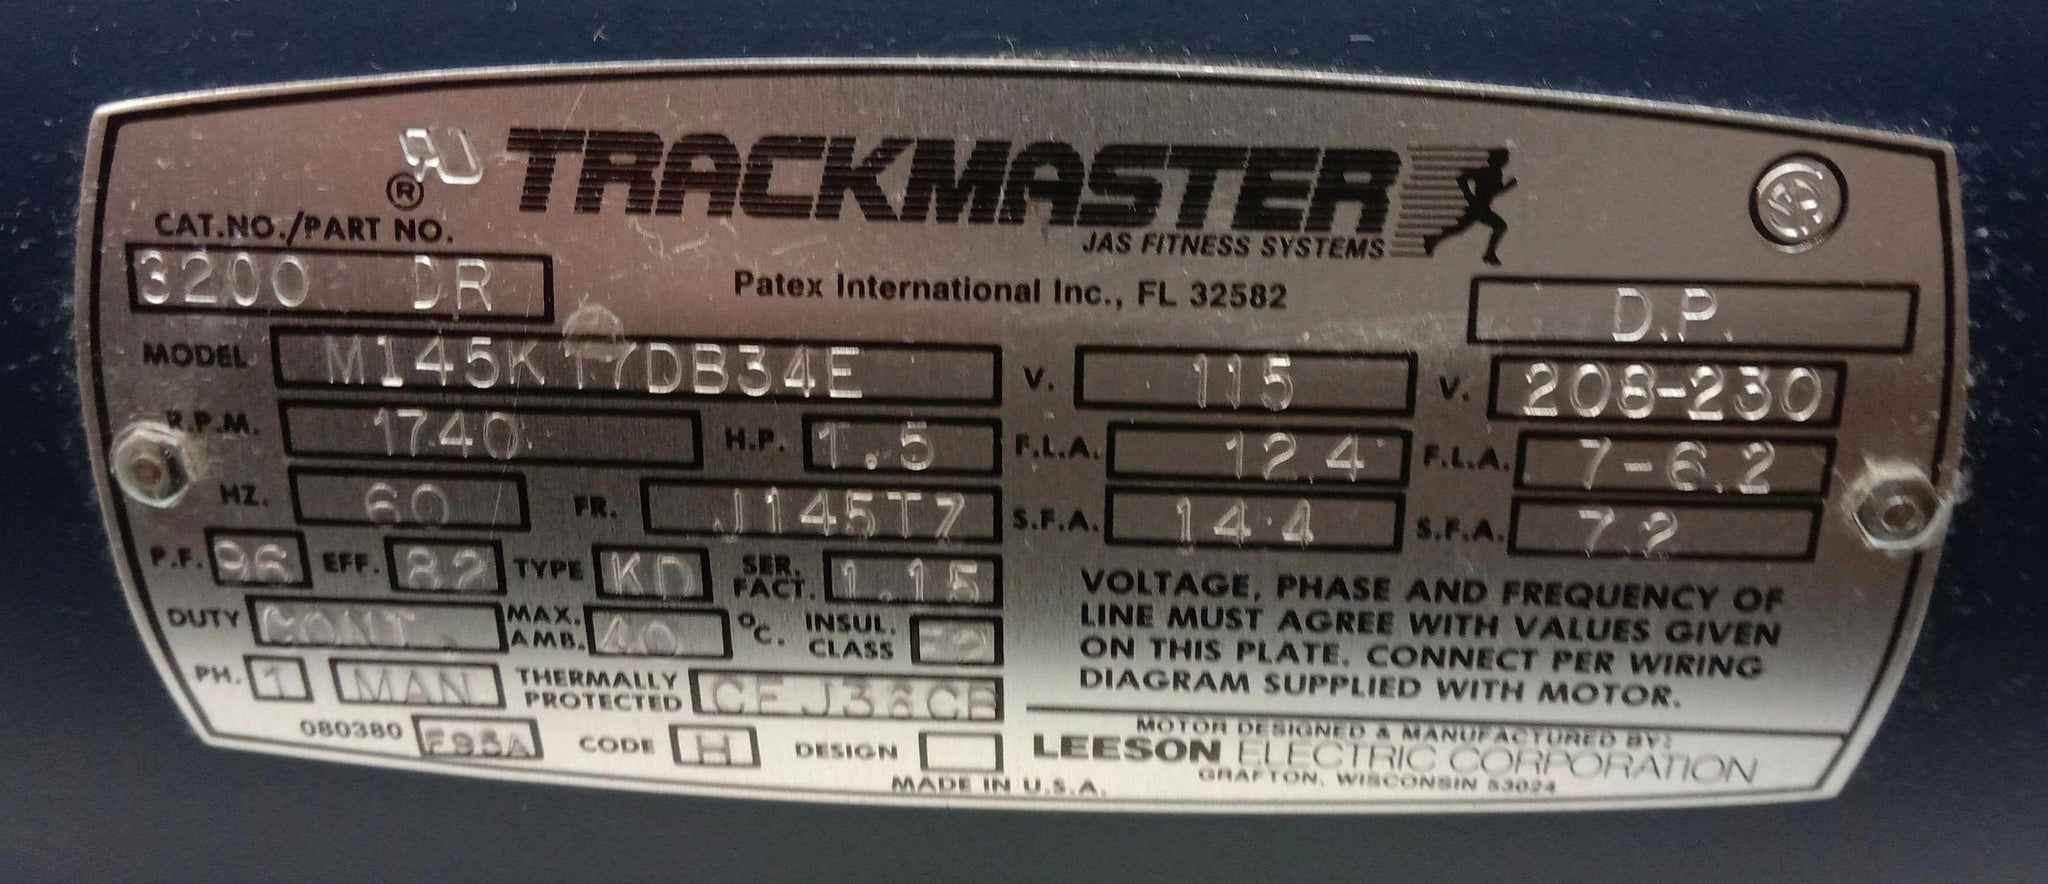 TRACKMASTER
®
JAS FITNESS SYSTEMS
CAT.NO./PART NO.
3200 DR
Patex International Inc., FL 32582
D.P.
MODEL M145K17DB34E V. 115 V. 208-230
R.P.M. 1740 H.P. 1.5 F.L.A. 12.4 F.L.A. 7-6.2
HZ. 60 FR. J145T7 S.F.A. 14.4 S.F.A. 7.2
P.F. 96 EFF. 82 TYPE KD SER. FACT. 1.15
DUTY CONT. MAX. AMB. 40 °C. INSUL. CLASS
PH. 1 MAN THERMALLY PROTECTED
080380 F95A CODE H DESIGN
MADE IN U.S.A.
VOLTAGE, PHASE AND FREQUENCY OF
LINE MUST AGREE WITH VALUES GIVEN
ON THIS PLATE. CONNECT PER WIRING
DIAGRAM SUPPLIED WITH MOTOR.
MOTOR DESIGNED & MANUFACTURED BY:
LEESON ELECTRIC CORPORATION
GRAFTON, WISCONSIN 53024